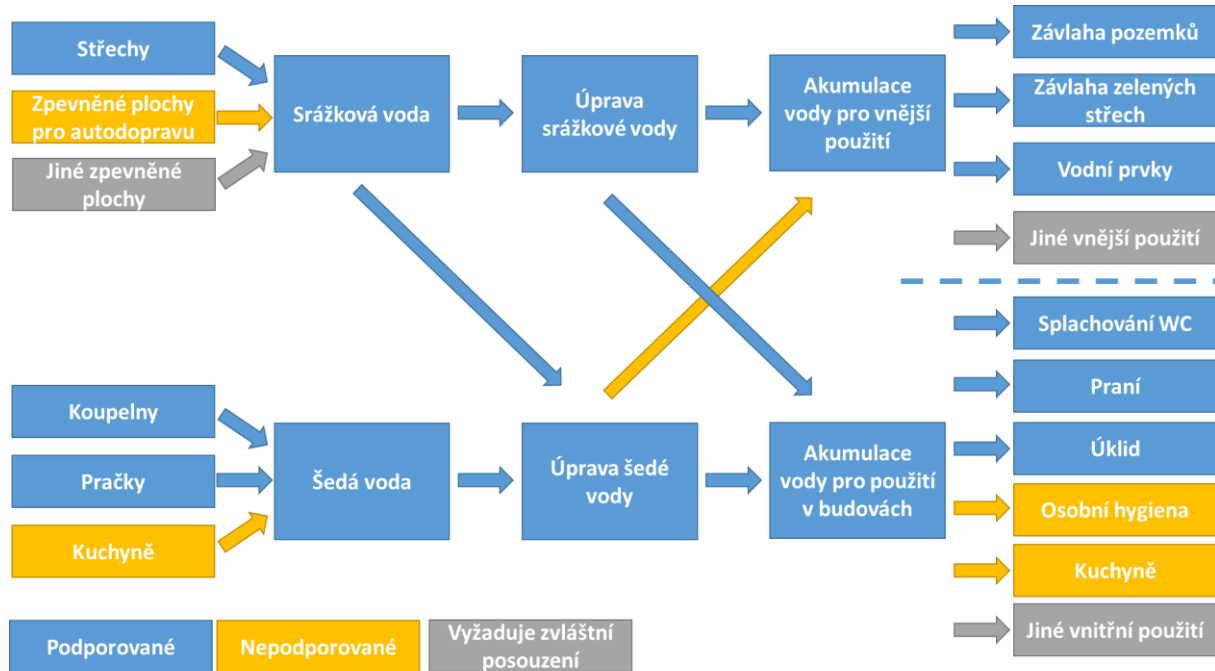 Střechy
Zpevněné plochy
pro autodopravu
Jiné zpevněné
plochy
Srážková voda
Úprava
srážkové vody
Akumulace
vody pro vnější
použití
Závlaha pozemků
Závlaha zelených
střech
Vodní prvky
Jiné vnější použití
Koupelny
Pračky
Kuchyně
Šedá voda
Úprava šedé
vody
Akumulace
vody pro použití
v budovách
Splachování WC
Praní
Úklid
Osobní hygiena
Kuchyně
Jiné vnitřní použití
Podporované
Nepodporované
Vyžaduje zvláštní
posouzení